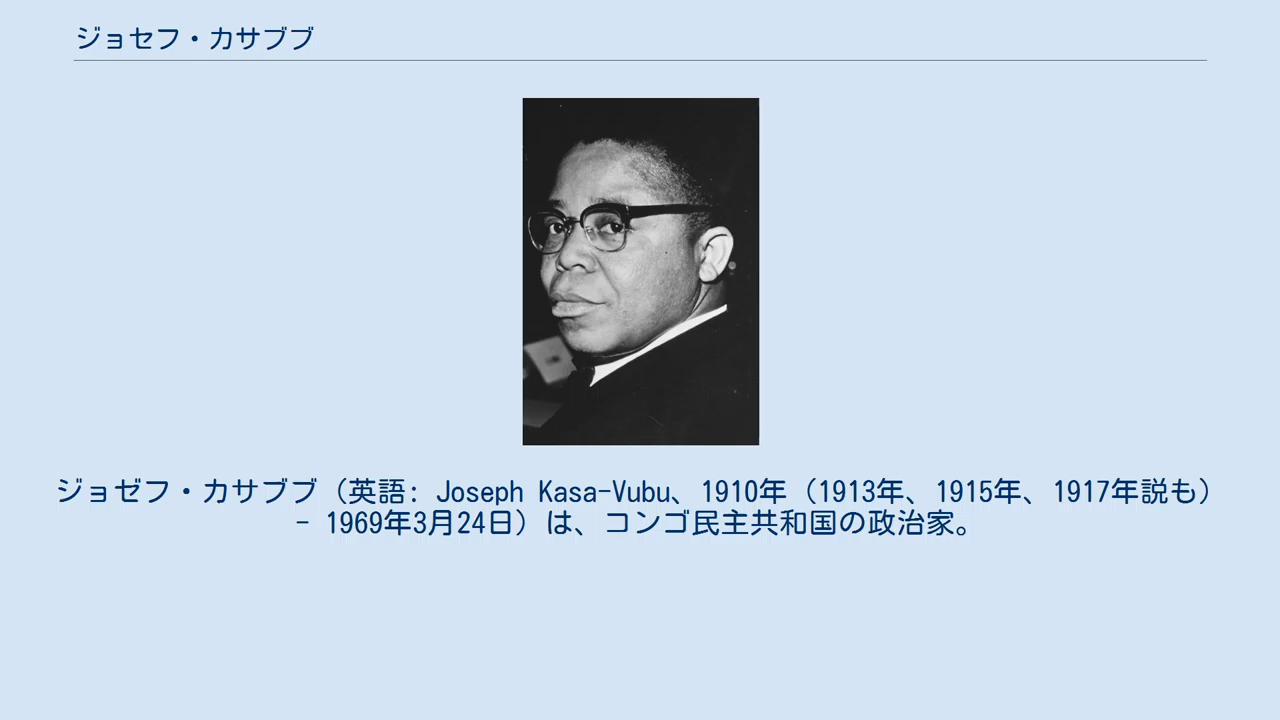 ジョセフ・カサブブ
ジョゼフ・カサブブ（英語: Joseph Kasa-Vubu、1910年（1913年、1915年、1917年説も）
- 1969年3月24日）は、コンゴ民主共和国の政治家。